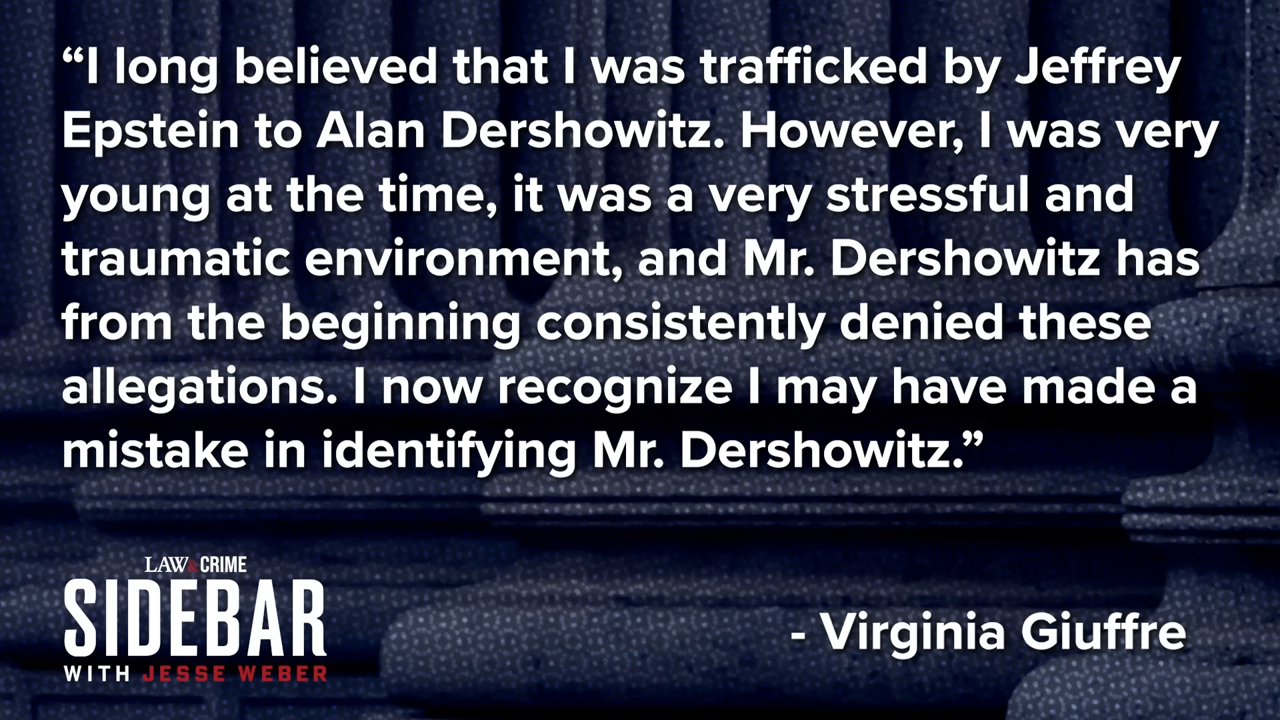 “I long believed that I was trafficked by Jeffrey
Epstein to Alan Dershowitz. However, I was very
young at the time, it was a very stressful and
traumatic environment, and Mr. Dershowitz has
from the beginning consistently denied these
allegations. I now recognize I may have made a
mistake in identifying Mr. Dershowitz.”
LAW & CRIME
SIDEBAR
WITH JESSE WEBER
- Virginia Giuffre